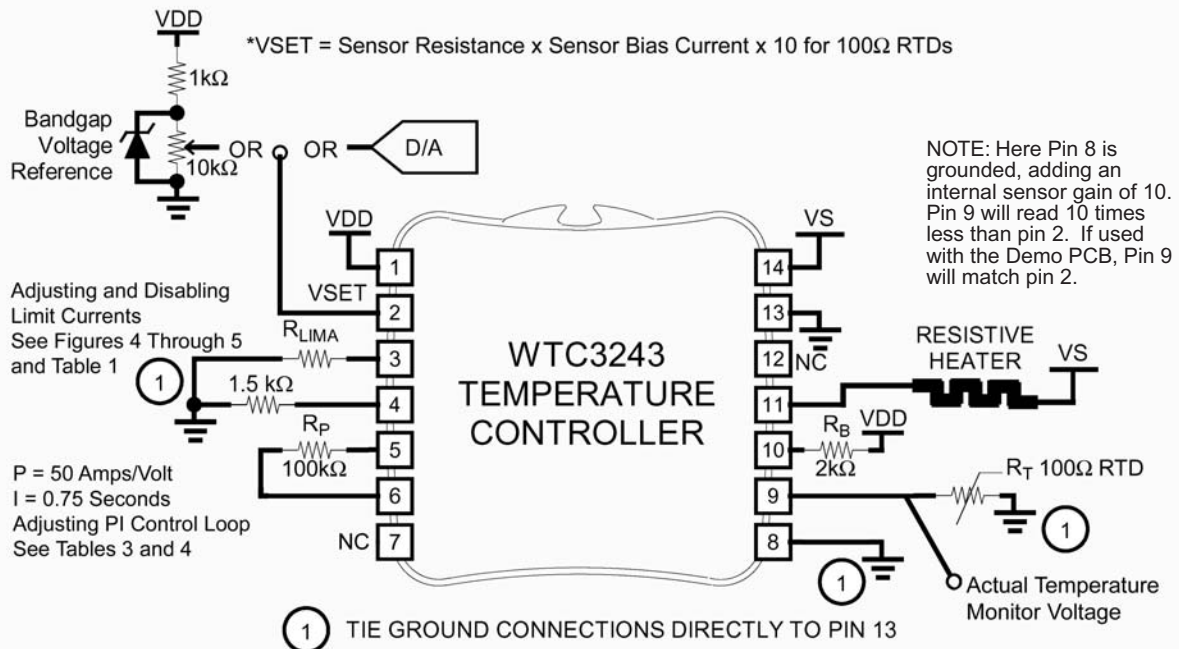 VDD
*VSET = Sensor Resistance x Sensor Bias Current x 10 for 100Ω RTDs
1kΩ
Bandgap
Voltage
Reference
10kΩ
OR
OR
D/A
NOTE: Here Pin 8 is
grounded, adding an
internal sensor gain of 10.
Pin 9 will read 10 times
less than pin 2. If used
with the Demo PCB, Pin 9
will match pin 2.
VDD
VS
1
14
VSET
2
13
Adjusting and Disabling
Limit Currents
See Figures 4 Through 5
and Table 1
1
RLIMA
3
12
NC
1.5 kΩ
4
11
RESISTIVE
HEATER
VS
WTC3243
TEMPERATURE
CONTROLLER
RP
100kΩ
5
10
RB
2kΩ
VDD
6
9
RT 100Ω RTD
1
P = 50 Amps/Volt
I = 0.75 Seconds
Adjusting PI Control Loop
See Tables 3 and 4
NC
7
8
1
Actual Temperature
Monitor Voltage
1 TIE GROUND CONNECTIONS DIRECTLY TO PIN 13